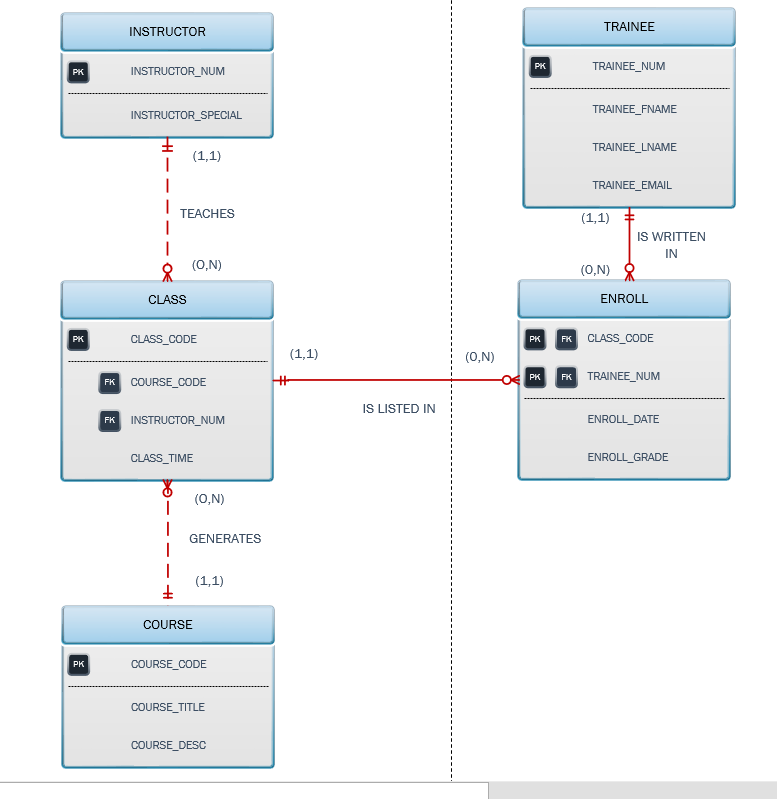 INSTRUCTOR
PK INSTRUCTOR_NUM
INSTRUCTOR_SPECIAL
(1,1)
TEACHES
(0,N)
CLASS
PK CLASS_CODE
FK COURSE_CODE
FK INSTRUCTOR_NUM
CLASS_TIME
(0,N)
GENERATES
(1,1)
COURSE
PK COURSE_CODE
COURSE_TITLE
COURSE_DESC
(1,1)
(0,N)
IS LISTED IN
TRAINEE
PK TRAINEE_NUM
TRAINEE_FNAME
TRAINEE_LNAME
TRAINEE_EMAIL
(1,1)
IS WRITTEN
IN
(0,N)
ENROLL
PK FK CLASS_CODE
PK FK TRAINEE_NUM
ENROLL_DATE
ENROLL_GRADE